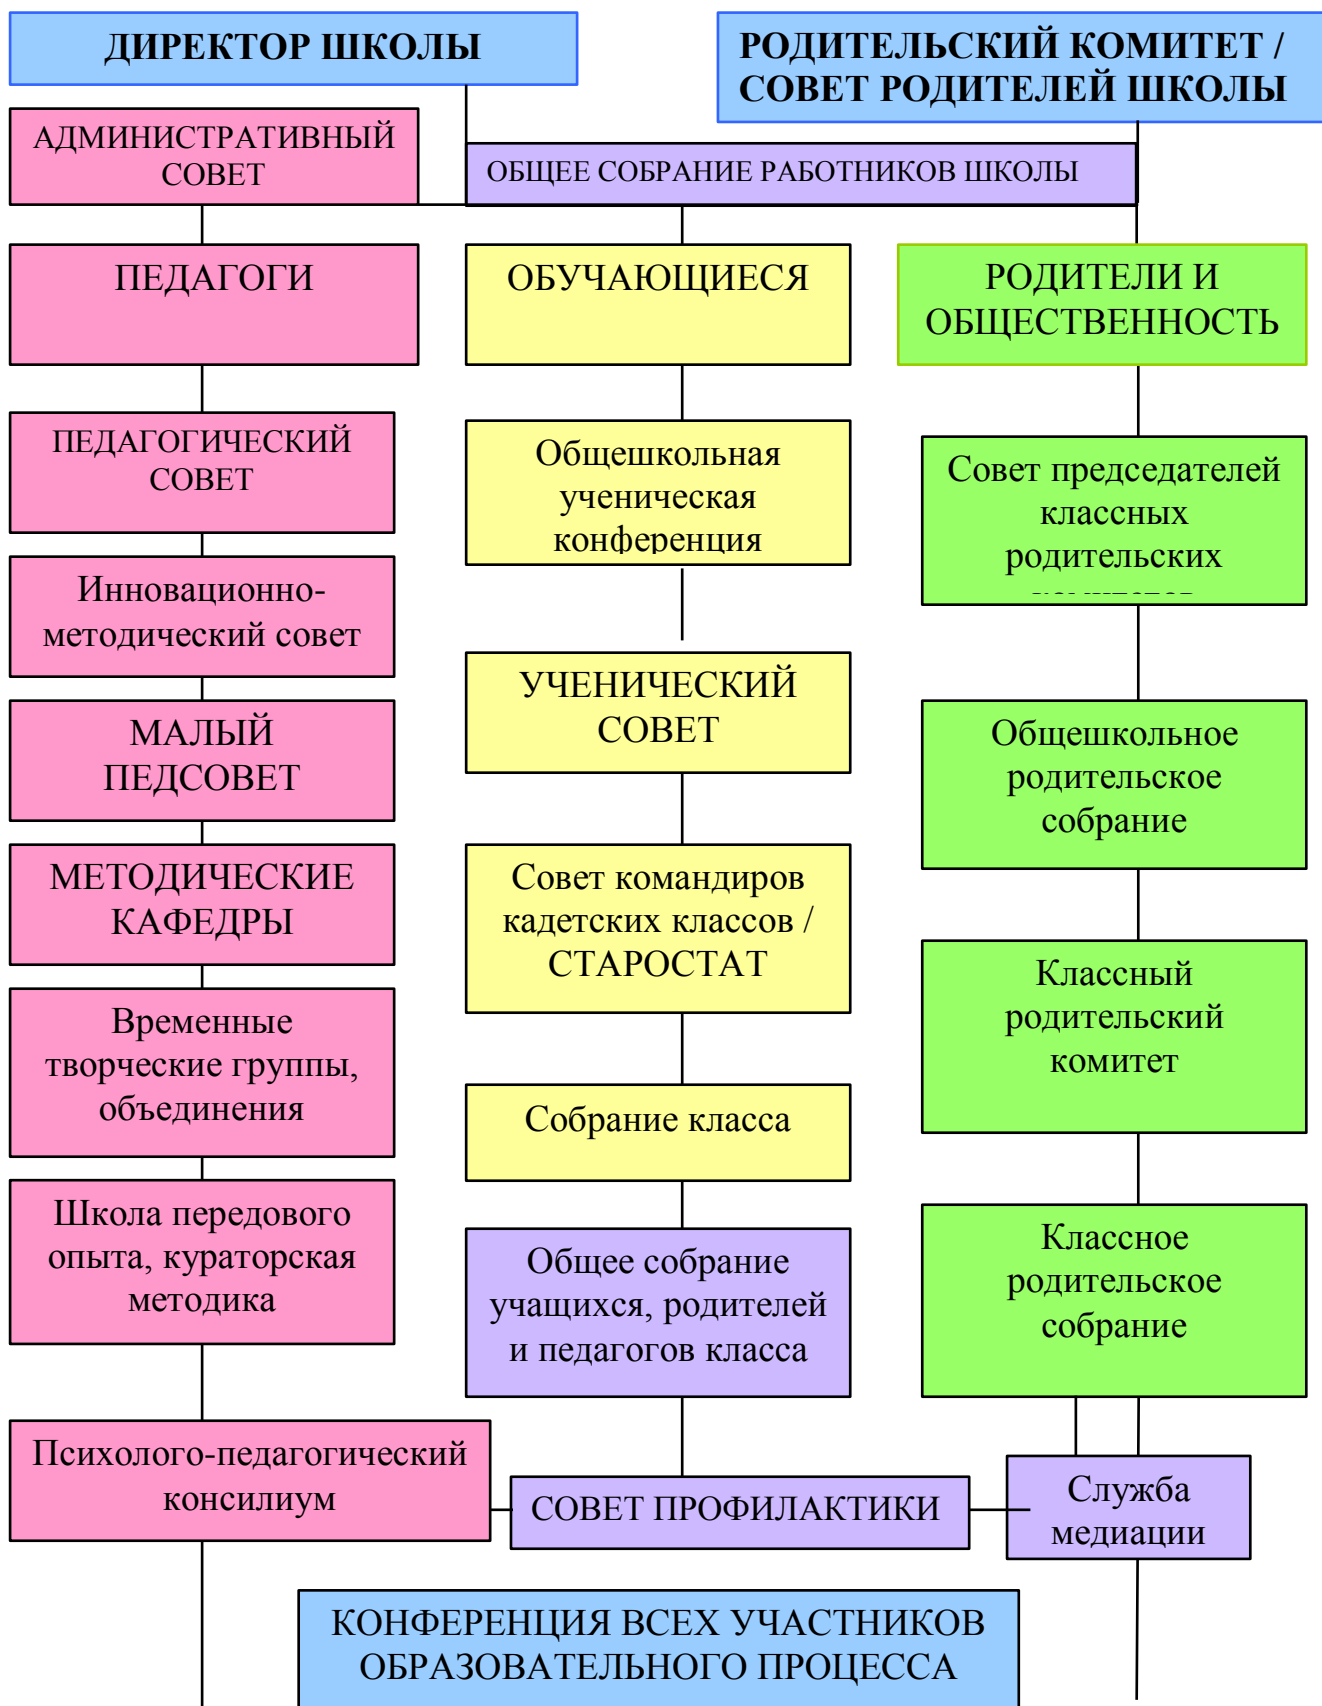 ДИРЕКТОР ШКОЛЫ
РОДИТЕЛЬСКИЙ КОМИТЕТ /
СОВЕТ РОДИТЕЛЕЙ ШКОЛЫ
АДМИНИСТРАТИВНЫЙ
СОВЕТ
ОБЩЕЕ СОБРАНИЕ РАБОТНИКОВ ШКОЛЫ
ПЕДАГОГИ
ОБУЧАЮЩИЕСЯ
РОДИТЕЛИ И
ОБЩЕСТВЕННОСТЬ
ПЕДАГОГИЧЕСКИЙ
СОВЕТ
Общешкольная
ученическая
конференция
Совет председателей
классных
родительских
Инновационно-
методический совет
УЧЕНИЧЕСКИЙ
СОВЕТ
МАЛЫЙ
ПЕДСОВЕТ
Общешкольное
родительское
собрание
МЕТОДИЧЕСКИЕ
КАФЕДРЫ
Совет командиров
кадетских классов /
СТАРОСТАТ
Классный
родительский
комитет
Временные
творческие группы,
объединения
Собрание класса
Школа передового
опыта, кураторская
методика
Общее собрание
учащихся, родителей
и педагогов класса
Классное
родительское
собрание
Психолого-педагогический
консилиум
СОВЕТ ПРОФИЛАКТИКИ
Служба
медиации
КОНФЕРЕНЦИЯ ВСЕХ УЧАСТНИКОВ
ОБРАЗОВАТЕЛЬНОГО ПРОЦЕССА